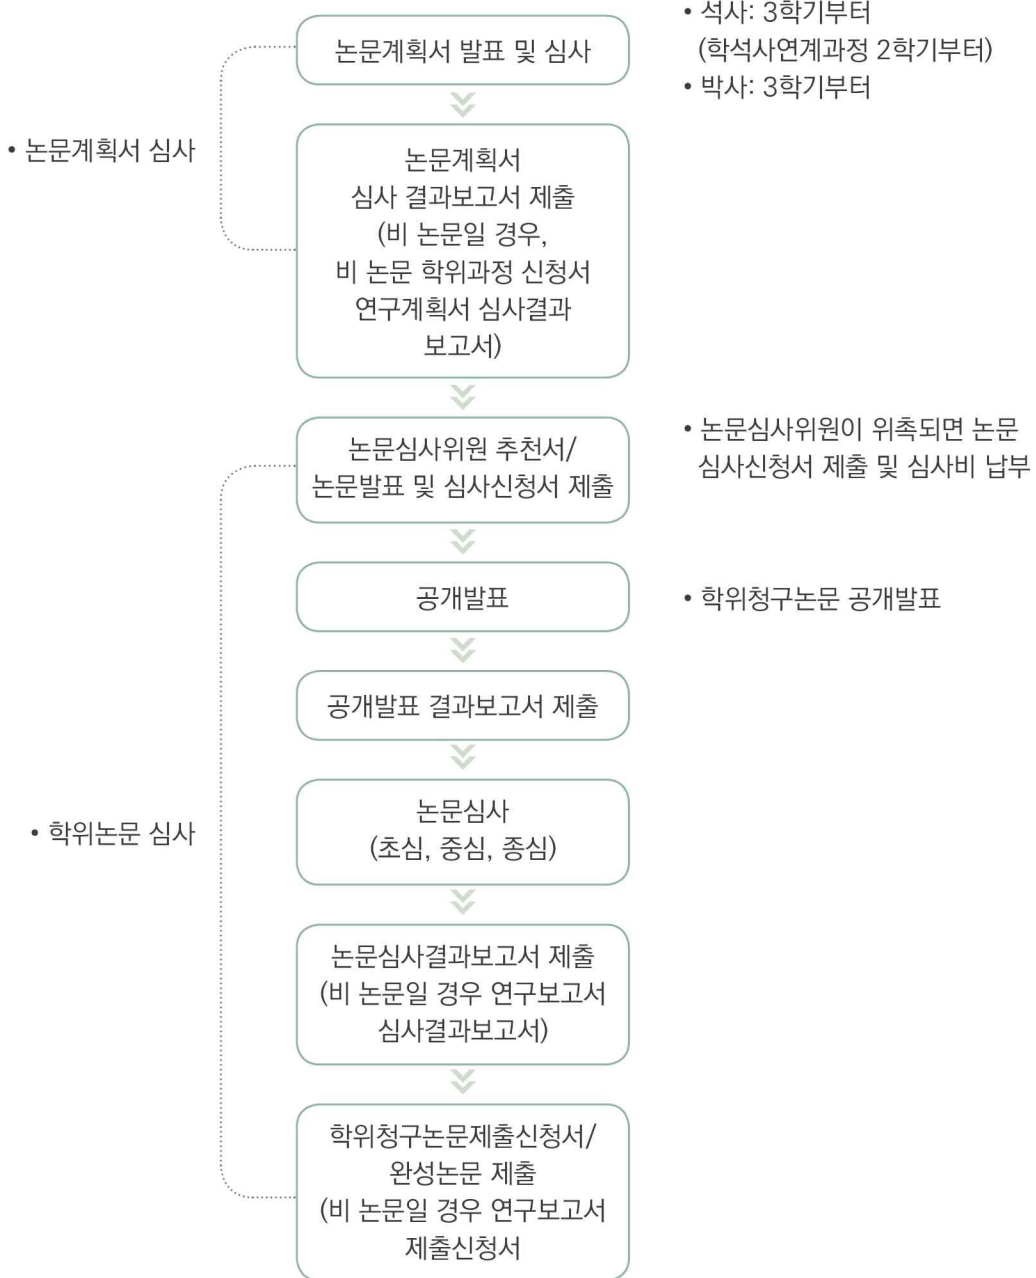 논문계획서 발표 및 심사
• 석사: 3학기부터
(학석사연계과정 2학기부터)
• 박사: 3학기부터
• 논문계획서 심사
논문계획서
심사 결과보고서 제출
(비 논문일 경우,
비 논문 학위과정 신청서
연구계획서 심사결과
보고서)
논문심사위원 추천서/
논문발표 및 심사신청서 제출
• 논문심사위원이 위촉되면 논문
심사신청서 제출 및 심사비 납부
공개발표
• 학위청구논문 공개발표
공개발표 결과보고서 제출
• 학위논문 심사
논문심사
(초심, 중심, 종심)
논문심사결과보고서 제출
(비 논문일 경우 연구보고서
심사결과보고서)
학위청구논문제출신청서/
완성논문 제출
(비 논문일 경우 연구보고서
제출신청서